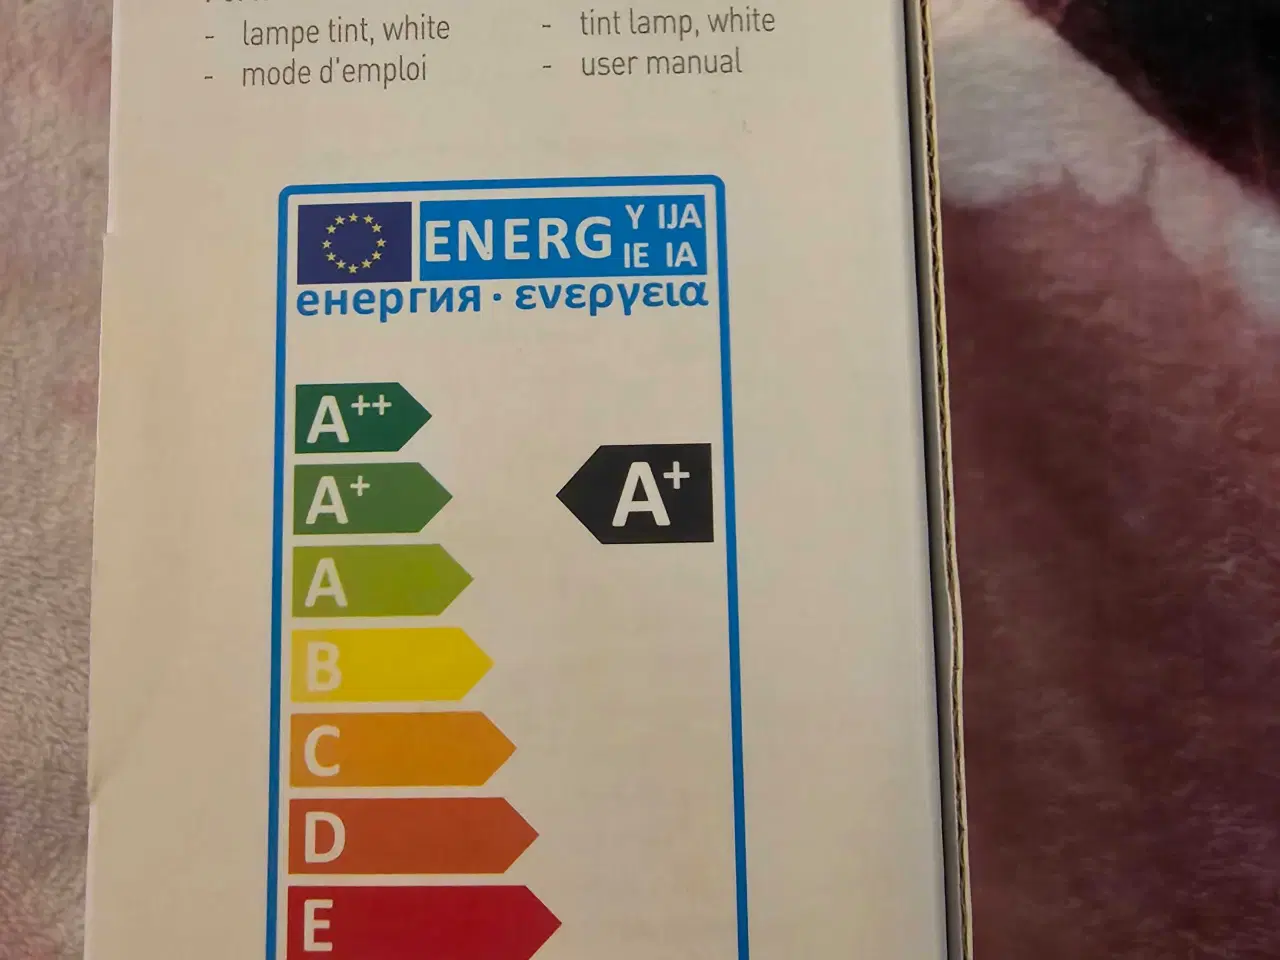 - lampe tint, white
- mode d'emploi
- tint lamp, white
- user manual
ENERG Y IJA
IE IA
енергия · ενεργεια
A++
A+
A+
A
B
C
D
E